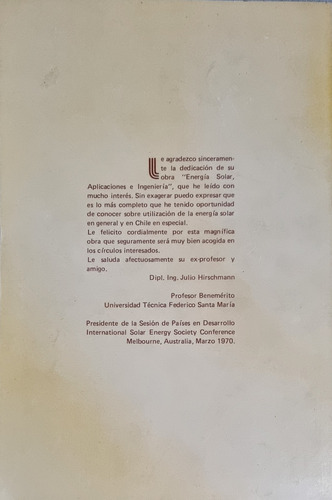 Le agradezco sinceramen-
te la dedicación de su
obra "Energía Solar,
Aplicaciones e Ingeniería", que he leído con
mucho interés. Sin exagerar puedo expresar que
es lo más completo que he tenido oportunidad
de conocer sobre utilización de la energía solar
en general y en Chile en especial.
Le felicito cordialmente por esta magnífica
obra que seguramente será muy bien acogida en
los círculos interesados.
Le saluda afectuosamente su ex-profesor y
amigo,
Dipl. Ing. Julio Hirschmann
Profesor Benemérito
Universidad Técnica Federico Santa María
Presidente de la Sesión de Países en Desarrollo
International Solar Energy Society Conference
Melbourne, Australia, Marzo 1970.